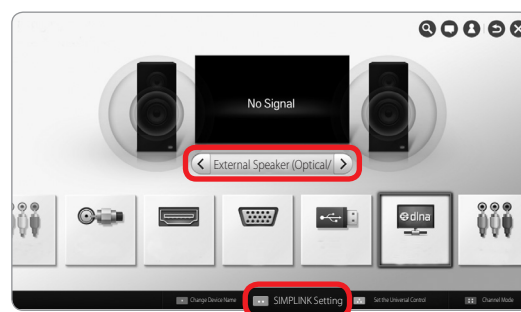 No Signal
External Speaker (Optical/
dlna
Change Device Name
SIMPLINK Setting
Set the Universal Control
Channel Mode